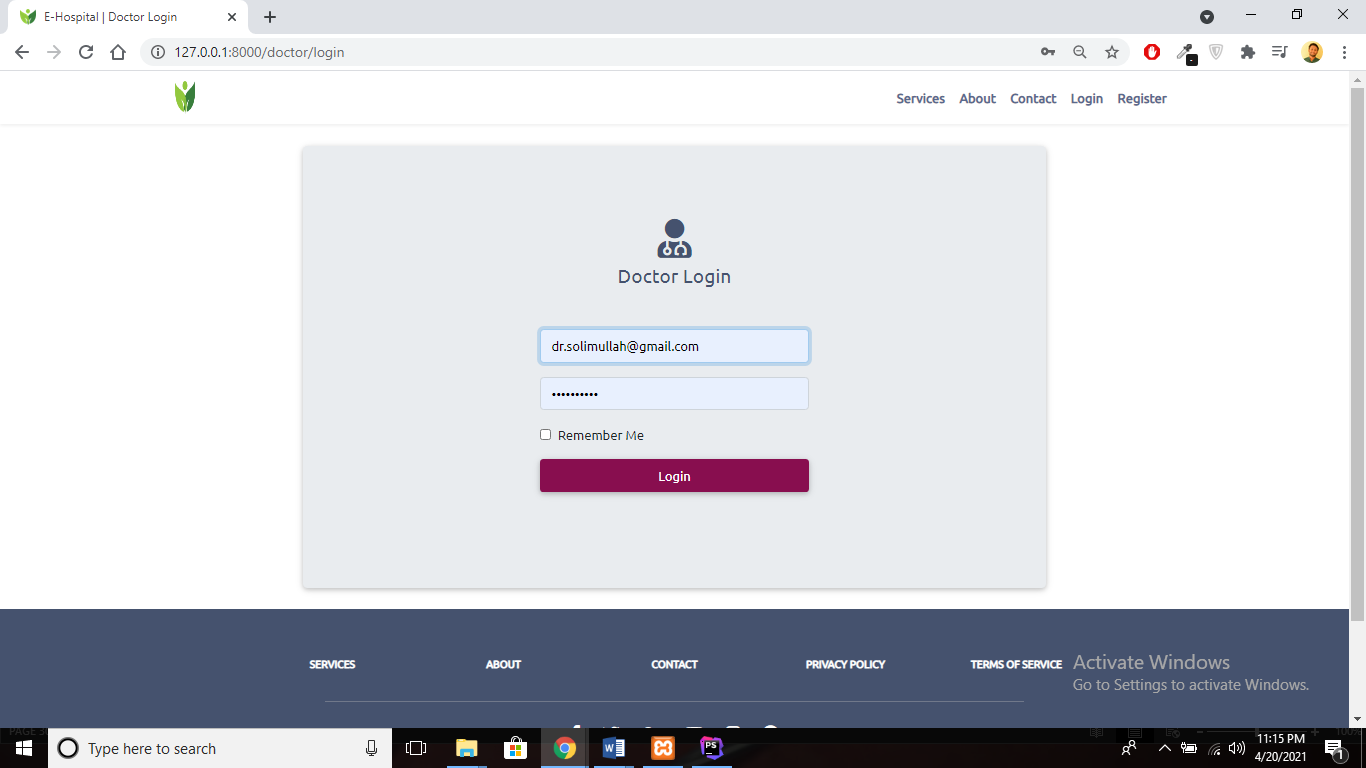 E-Hospital | Doctor Login
127.0.0.1:8000/doctor/login
Services About Contact Login Register
Doctor Login
dr.solimullah@gmail.com
••••••••••
Remember Me
Login
SERVICES ABOUT CONTACT PRIVACY POLICY TERMS OF SERVICE
Activate Windows
Go to Settings to activate Windows.
Type here to search
PS
11:15 PM
4/20/2021
1